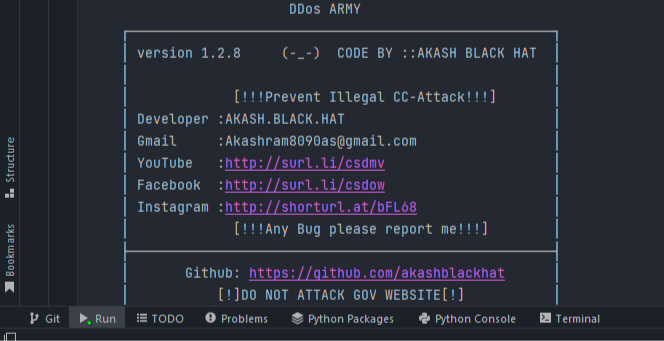 DDos ARMY
version 1.2.8 (-_-) CODE BY ::AKASH BLACK HAT
[!!!Prevent Illegal CC-Attack!!!]
Developer :AKASH.BLACK.HAT
Gmail :Akashram8090as@gmail.com
YouTube :http://surl.li/csdmv
Facebook :http://surl.li/csdow
Instagram :http://shorturl.at/bFL68
[!!!Any Bug please report me!!!]
Github: https://github.com/akashblackhat
[!]DO NOT ATTACK GOV WEBSITE[!]
Structure
Bookmarks
Git Run TODO Problems Python Packages Python Console Terminal